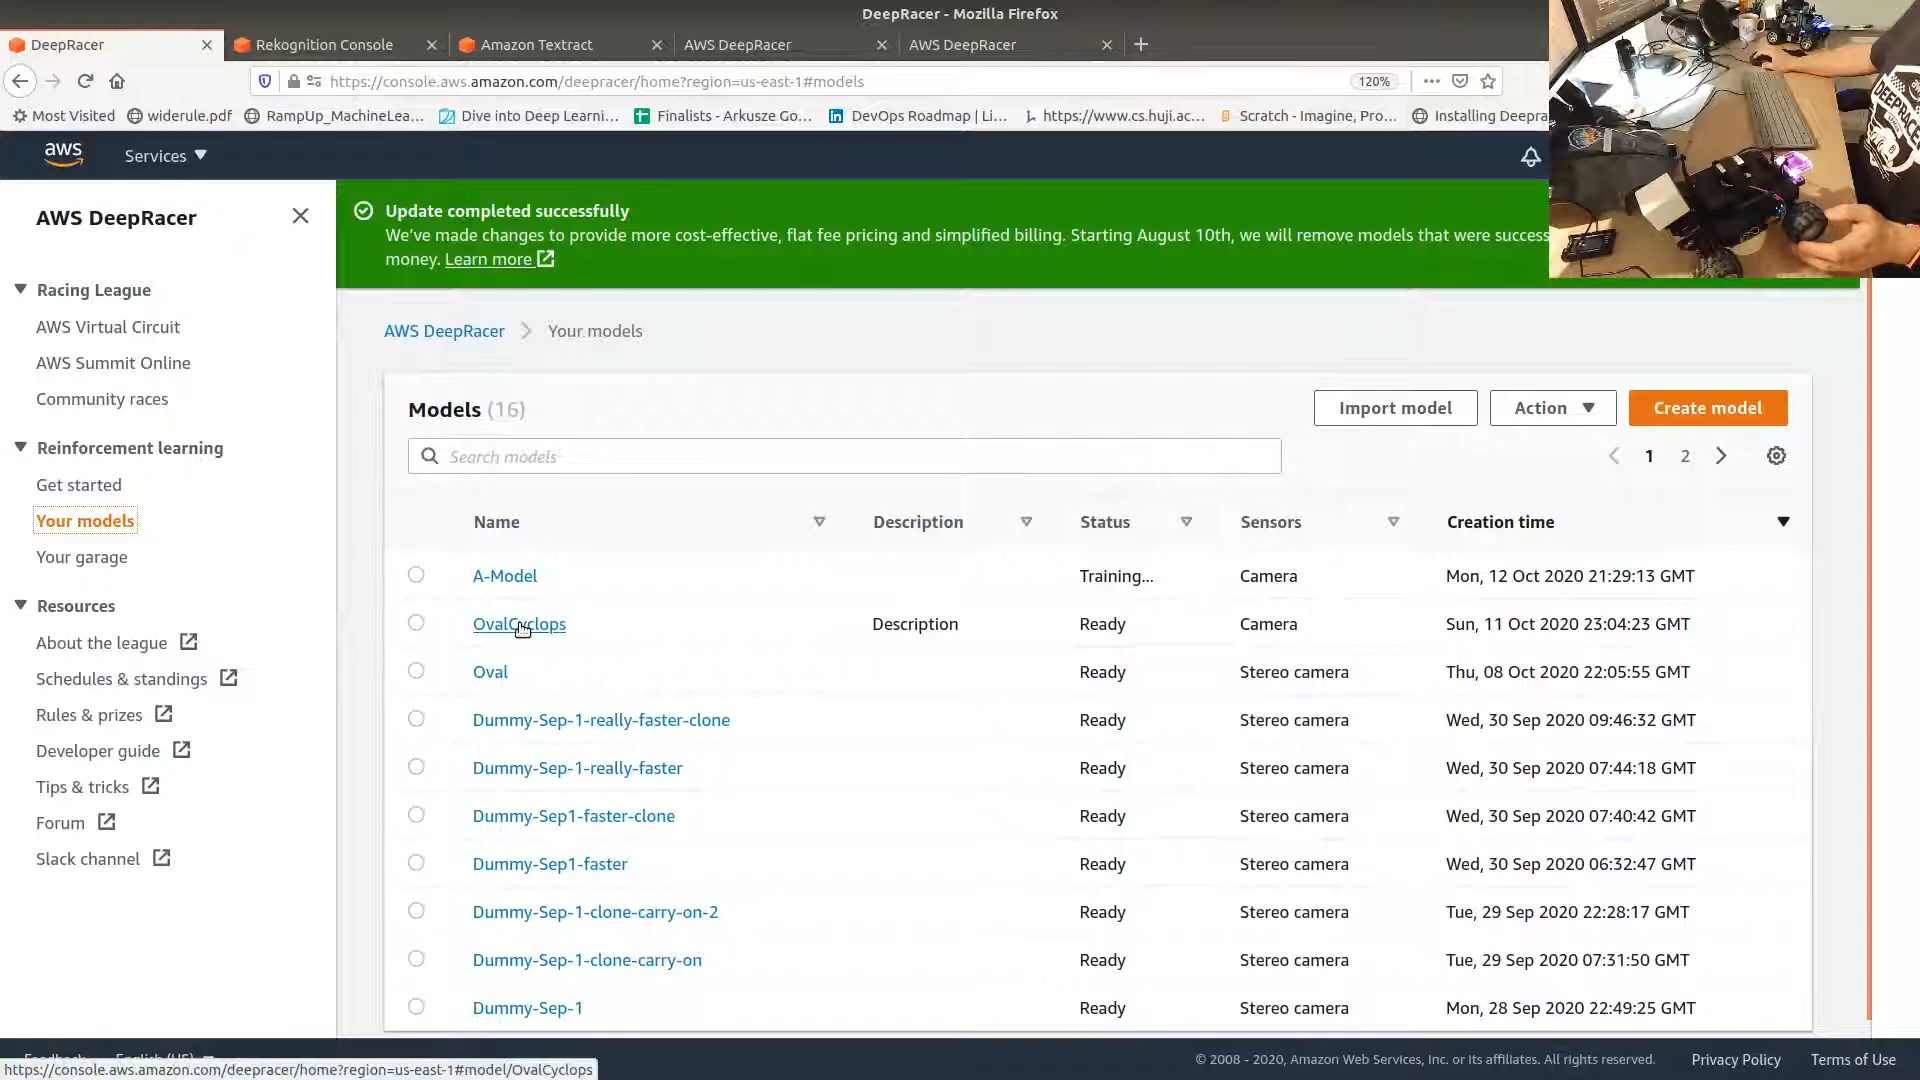 DeepRacer - Mozilla Firefox
DeepRacer
Rekognition Console
Amazon Textract
AWS DeepRacer
AWS DeepRacer
https://console.aws.amazon.com/deepracer/home?region=us-east-1#models
120%
Most Visited
widerule.pdf
RampUp_MachineLea...
Dive into Deep Learni...
Finalists - Arkusze Go...
DevOps Roadmap | Li...
https://www.cs.huji.ac...
Scratch - Imagine, Pro...
Installing Deepra
aws
Services
AWS DeepRacer
Racing League
AWS Virtual Circuit
AWS Summit Online
Community races
Reinforcement learning
Get started
Your models
Your garage
Resources
About the league
Schedules & standings
Rules & prizes
Developer guide
Tips & tricks
Forum
Slack channel
Update completed successfully
We've made changes to provide more cost-effective, flat fee pricing and simplified billing. Starting August 10th, we will remove models that were success
money. Learn more
AWS DeepRacer > Your models
Models (16)
Import model
Action
Create model
Search models
1
2
Name Description Status Sensors Creation time
A-Model Training... Camera Mon, 12 Oct 2020 21:29:13 GMT
OvalCyclops Description Ready Camera Sun, 11 Oct 2020 23:04:23 GMT
Oval Ready Stereo camera Thu, 08 Oct 2020 22:05:55 GMT
Dummy-Sep-1-really-faster-clone Ready Stereo camera Wed, 30 Sep 2020 09:46:32 GMT
Dummy-Sep-1-really-faster Ready Stereo camera Wed, 30 Sep 2020 07:44:18 GMT
Dummy-Sep1-faster-clone Ready Stereo camera Wed, 30 Sep 2020 07:40:42 GMT
Dummy-Sep1-faster Ready Stereo camera Wed, 30 Sep 2020 06:32:47 GMT
Dummy-Sep-1-clone-carry-on-2 Ready Stereo camera Tue, 29 Sep 2020 22:28:17 GMT
Dummy-Sep-1-clone-carry-on Ready Stereo camera Tue, 29 Sep 2020 07:31:50 GMT
Dummy-Sep-1 Ready Stereo camera Mon, 28 Sep 2020 22:49:25 GMT
© 2008 - 2020, Amazon Web Services, Inc. or its affiliates. All rights reserved.
Privacy Policy
Terms of Use
https://console.aws.amazon.com/deepracer/home?region=us-east-1#model/OvalCyclops
DEEPRACER